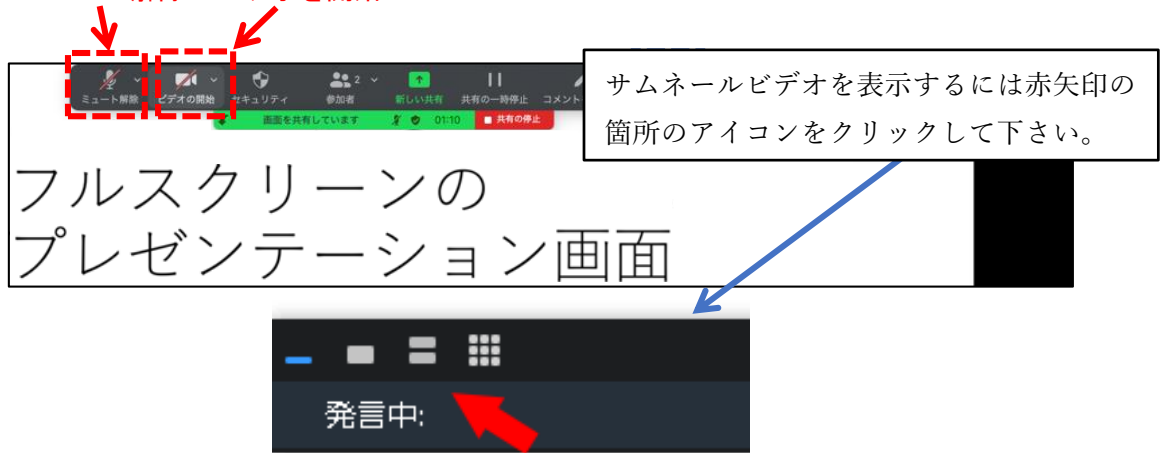 ミュート解除
ビデオの開始
セキュリティ
2
参加者
新しい共有
共有の一時停止
コメント
画面を共有しています
01:10
共有の停止
サムネールビデオを表示するには赤矢印の
箇所のアイコンをクリックして下さい。
フルスクリーンの
プレゼンテーション画面
発言中: